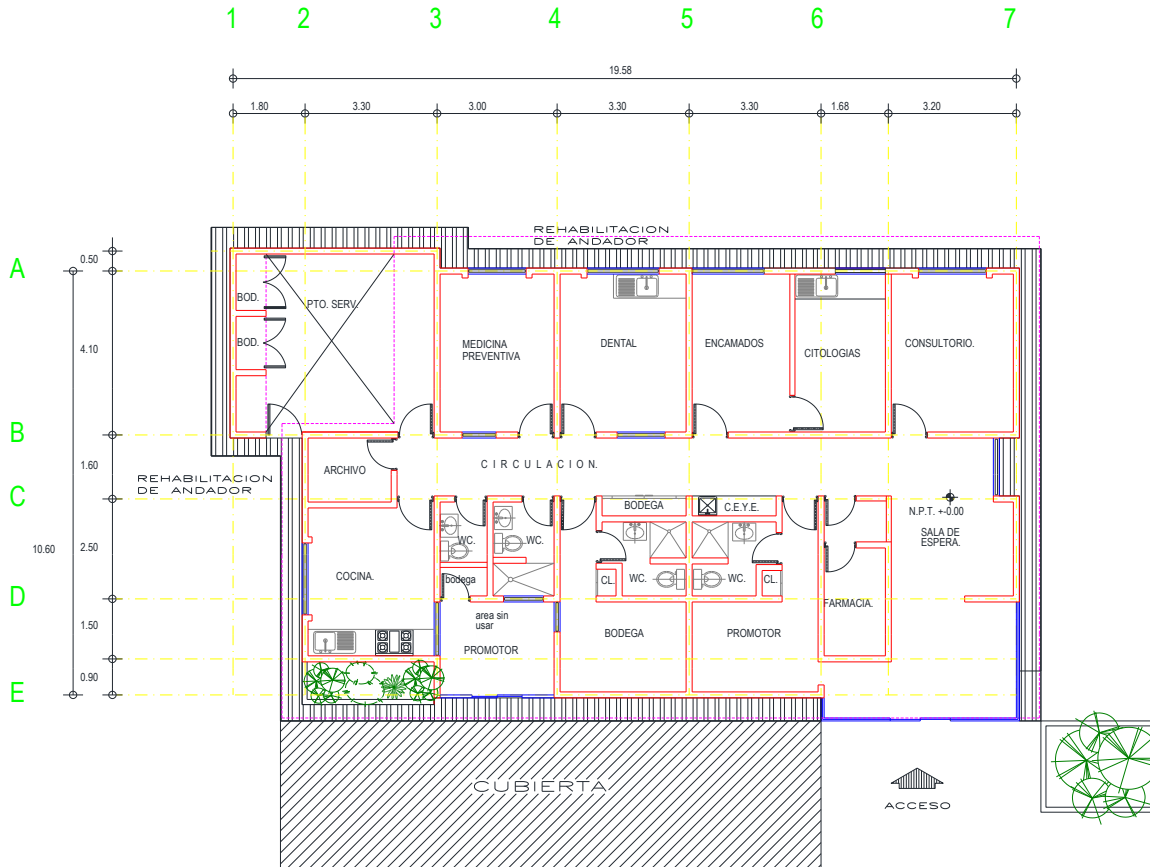 1 2 3 4 5 6 7
19.58
1.80 3.30 3.00 3.30 3.30 1.68 3.20
REHABILITACION
DE ANDADOR
0.50
A
BOD.
PTO. SERV.
BOD.
4.10
MEDICINA
PREVENTIVA
DENTAL
ENCAMADOS
CITOLOGIAS
CONSULTORIO.
B
1.60
ARCHIVO
CIRCULACION.
REHABILITACION
DE ANDADOR
C
BODEGA
C.E.Y.E.
N.P.T. +-0.00
SALA DE
ESPERA.
10.60
2.50
WC.
WC.
COCINA.
bodega
CL.
WC.
WC.
CL.
D
FARMACIA.
area sin
usar
1.50
PROMOTOR
BODEGA
PROMOTOR
0.90
E
CUBIERTA
ACCESO